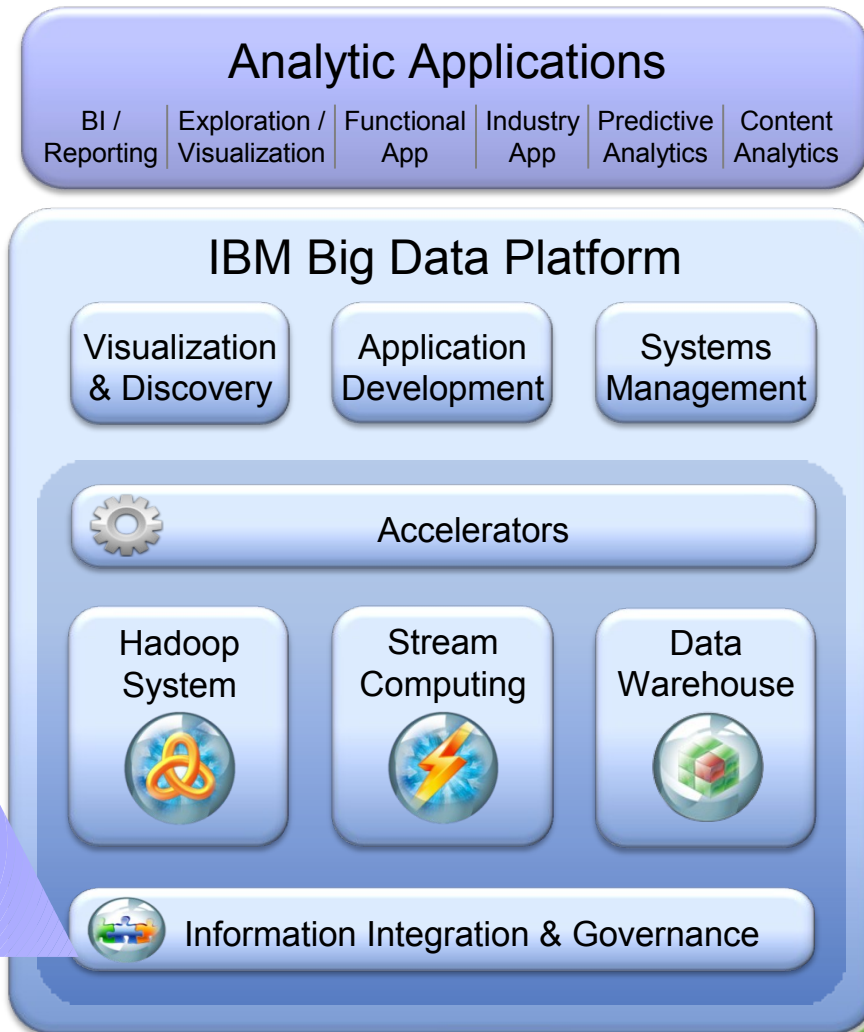 Analytic Applications
BI / Reporting
Exploration / Visualization
Functional App
Industry App
Predictive Analytics
Content Analytics
IBM Big Data Platform
Visualization
& Discovery
Application
Development
Systems
Management
Accelerators
Hadoop
System
Stream
Computing
Data
Warehouse
Information Integration & Governance